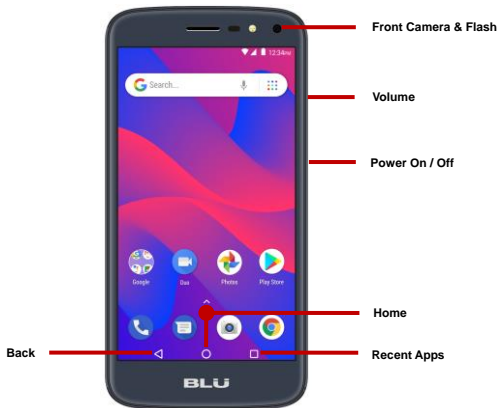 Front Camera & Flash
12:34PM
Search...
Volume
Power On / Off
Google Duo Photos Play Store
Home
Back
Recent Apps
BLU